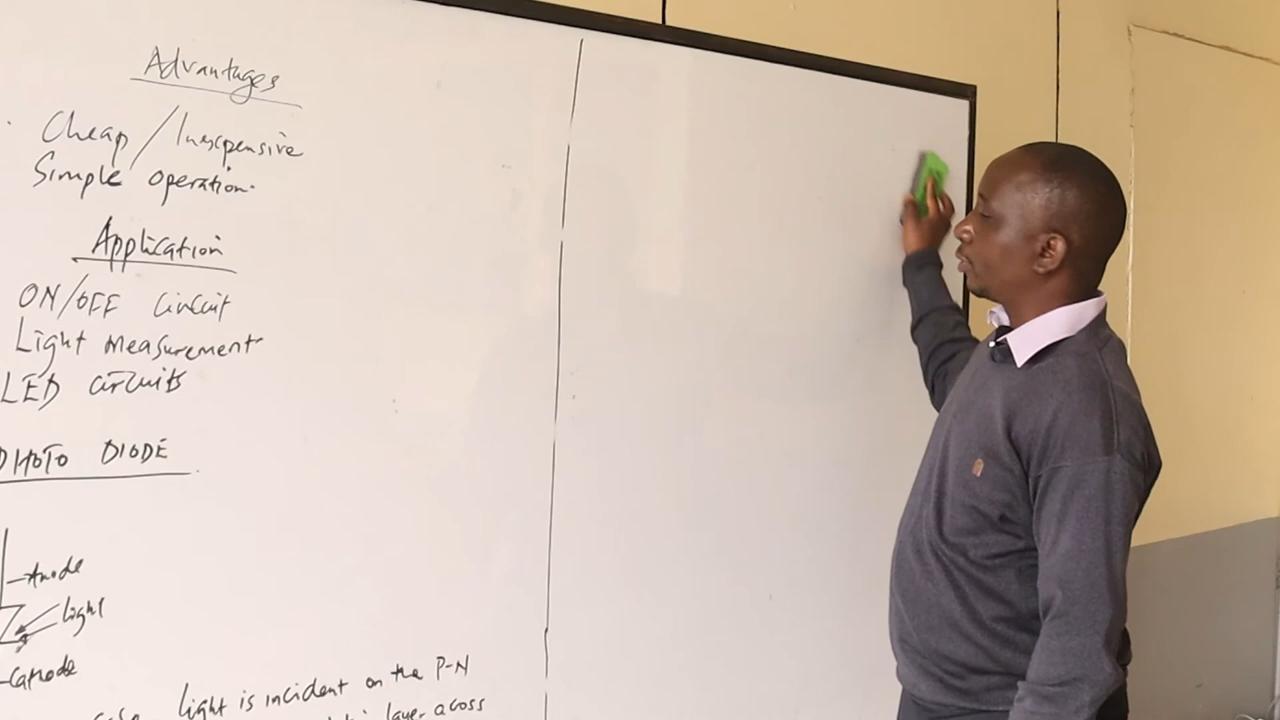 Advantages
Cheap / Inexpensive
Simple operation.
Application
ON/OFF circuit
Light measurement
LED circuits
PHOTO DIODE
Anode
light
Cathode
light is incident on the P-N
layer across